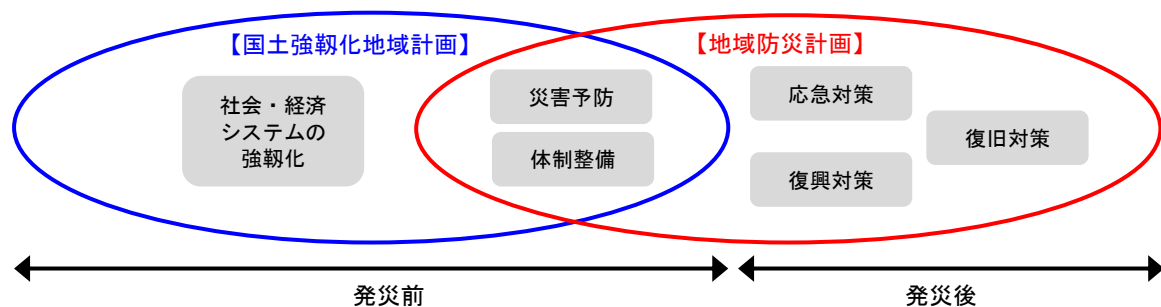 【国土強靱化地域計画】
【地域防災計画】
社会・経済
システムの
強靱化
災害予防
体制整備
応急対策
復旧対策
復興対策
発災前
発災後